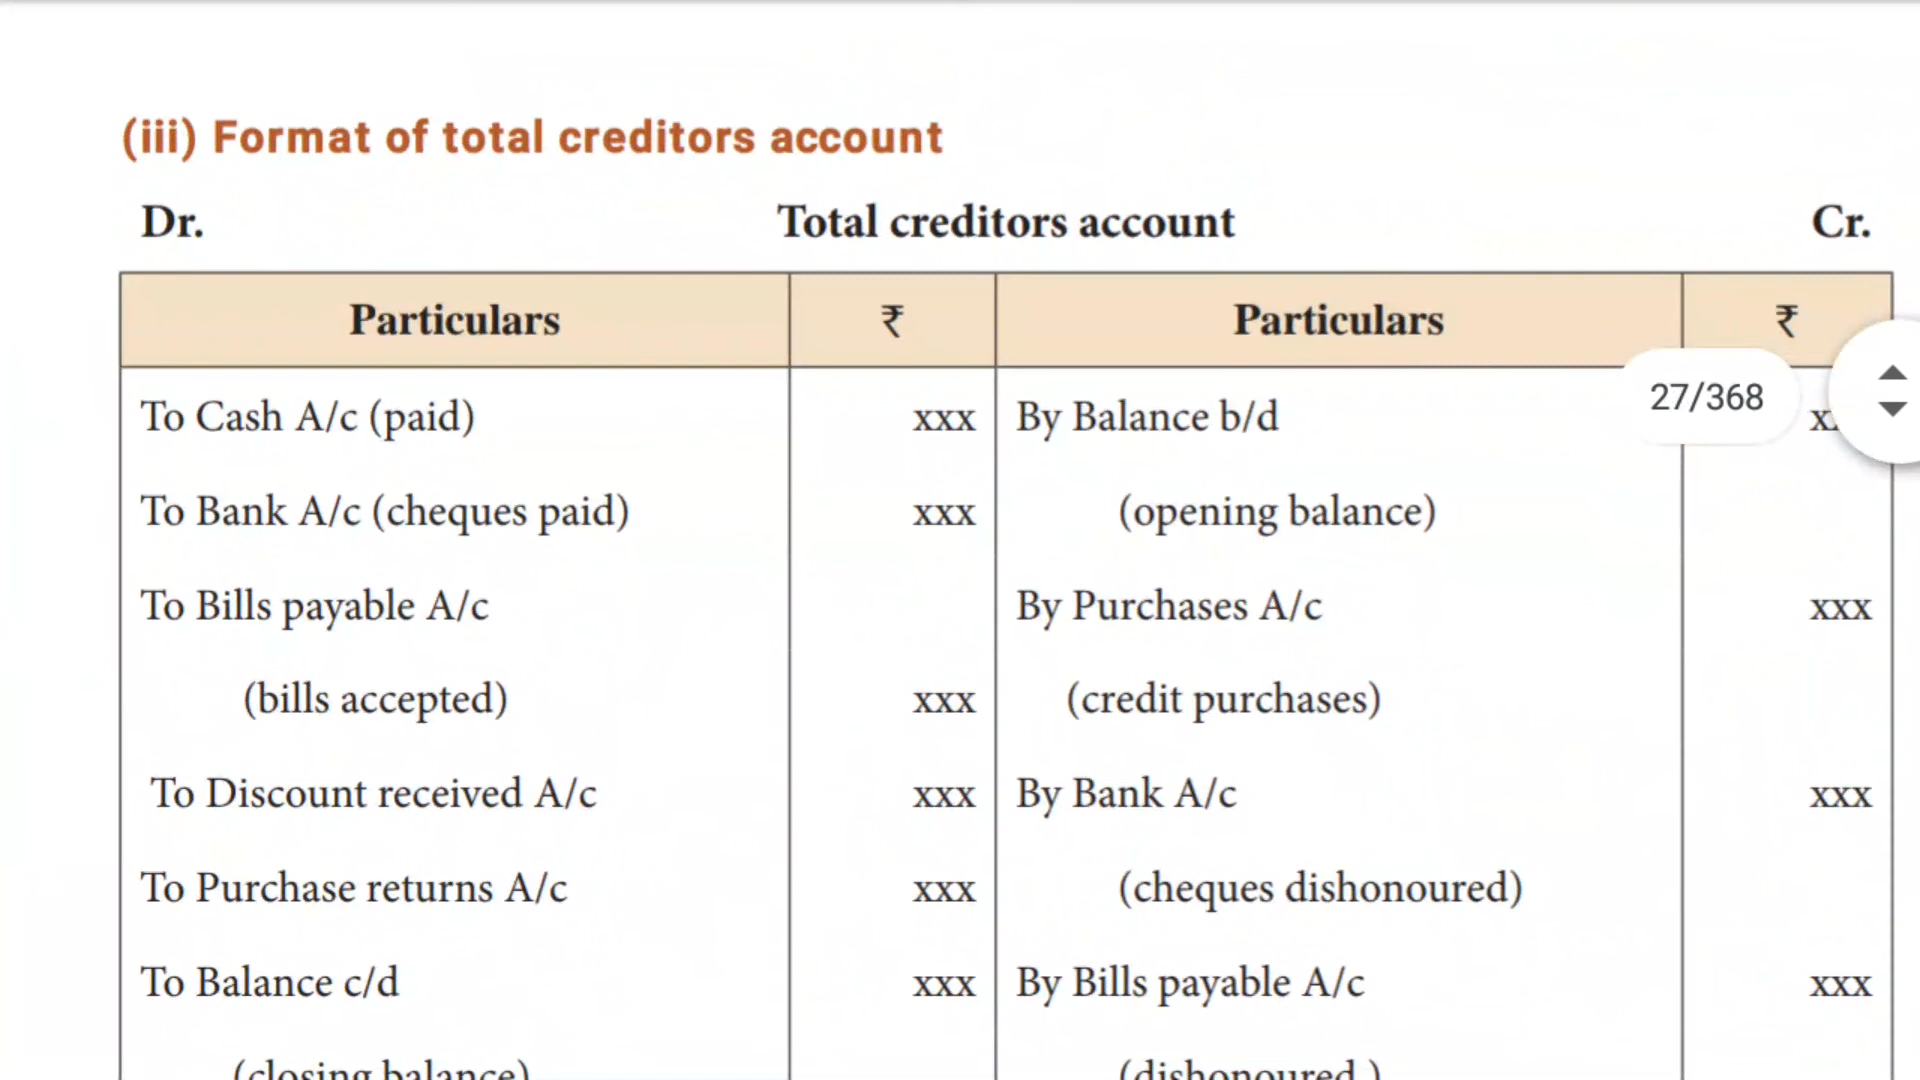 (iii) Format of total creditors account
Dr. Total creditors account Cr.
Particulars ₹ Particulars ₹
27/368
To Cash A/c (paid) xxx By Balance b/d
To Bank A/c (cheques paid) xxx (opening balance)
To Bills payable A/c By Purchases A/c xxx
(bills accepted) xxx (credit purchases)
To Discount received A/c xxx By Bank A/c xxx
To Purchase returns A/c xxx (cheques dishonoured)
To Balance c/d xxx By Bills payable A/c xxx
(closing balance) (dishonoured )